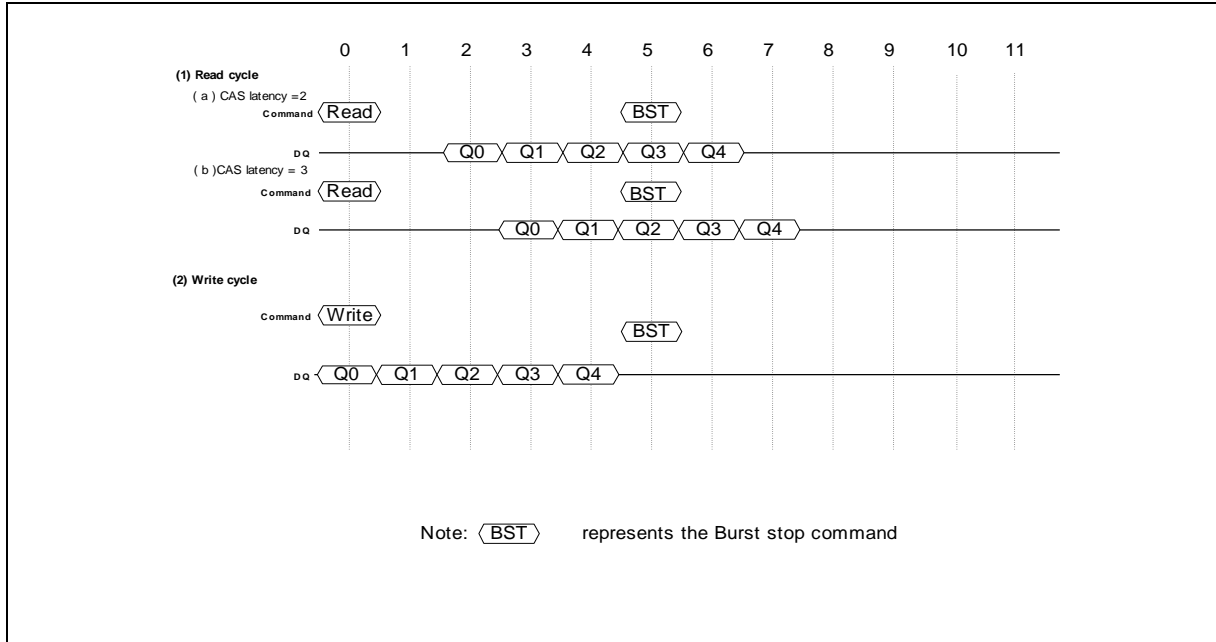 0 1 2 3 4 5 6 7 8 9 10 11
(1) Read cycle
( a ) CAS latency =2
Command Read BST
DQ Q0 Q1 Q2 Q3 Q4
( b )CAS latency = 3
Command Read BST
DQ Q0 Q1 Q2 Q3 Q4
(2) Write cycle
Command Write BST
DQ Q0 Q1 Q2 Q3 Q4
Note: BST represents the Burst stop command